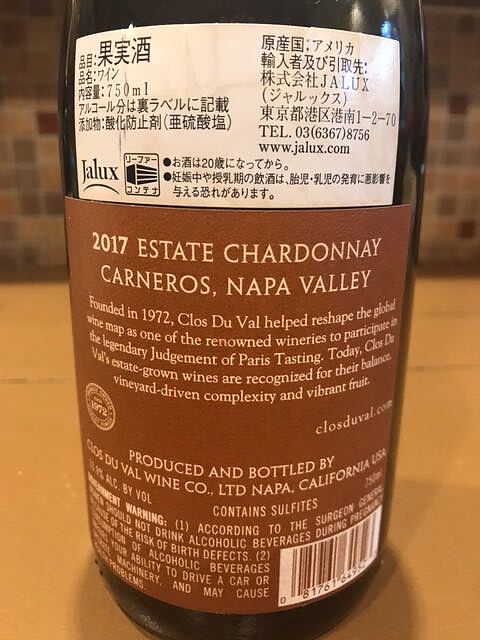 品目:果実酒
品名:ワイン
内容量:750ml
アルコール分は裏ラベルに記載
添加物:酸化防止剤(亜硫酸塩)
原産国:アメリカ
輸入者及び引取先:
株式会社JALUX
(ジャルックス)
東京都港区港南1-2-70
TEL. 03(6367)8756
www.jalux.com
Jalux
リーファー
コンテナ
●お酒は20歳になってから。
●妊娠中や授乳期の飲酒は、胎児・乳児の発育に悪影響を
与える恐れがあります。
2017 ESTATE CHARDONNAY
CARNEROS, NAPA VALLEY
Founded in 1972, Clos Du Val helped reshape the global
wine map as one of the renowned wineries to participate in
the legendary Judgement of Paris Tasting. Today, Clos Du
Val's estate-grown wines are recognized for their balance,
vineyard-driven complexity and vibrant fruit.
1972
closduval.com
PRODUCED AND BOTTLED BY
CLOS DU VAL WINE CO., LTD NAPA, CALIFORNIA USA
% ALC. BY VOL
CONTAINS SULFITES
750ml
WARNING: (1) ACCORDING TO THE SURGEON GENERAL,
SHOULD NOT DRINK ALCOHOLIC BEVERAGES DURING PREGNANCY
OF THE RISK OF BIRTH DEFECTS. (2)
OF ALCOHOLIC BEVERAGES
YOUR ABILITY TO DRIVE A CAR OR
MACHINERY, AND MAY CAUSE
PROBLEMS.
0 81761